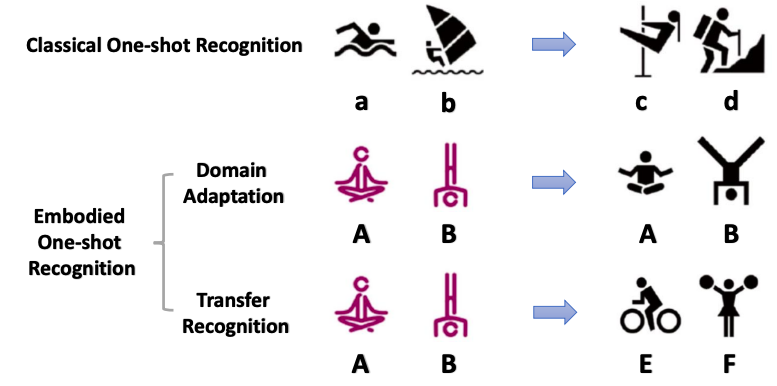 Classical One-shot Recognition
a b c d
Domain
Adaptation
Embodied
One-shot
Recognition
A B A B
Transfer
Recognition
A B E F